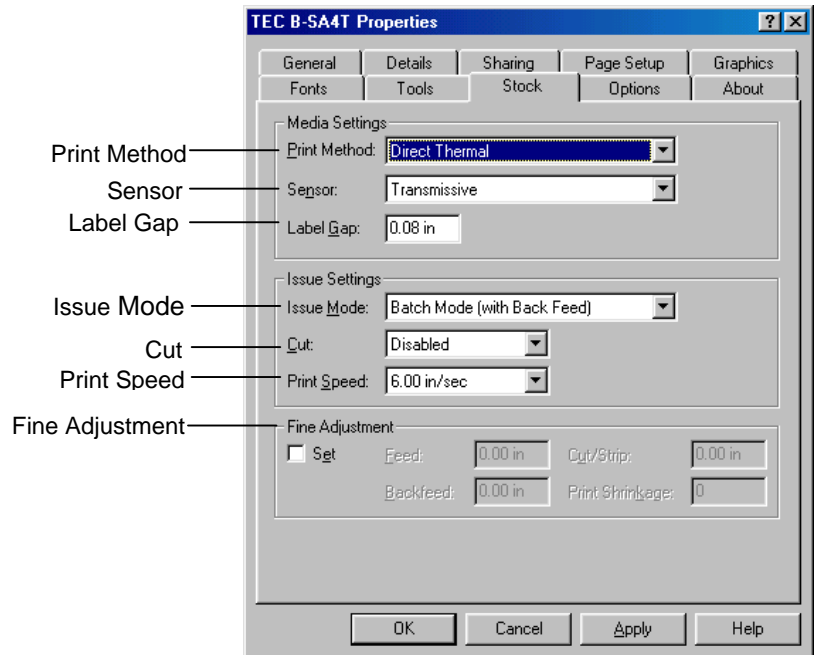 TEC B-SA4T Properties
General Details Sharing Page Setup Graphics
Fonts Tools Stock Options About
Media Settings
Print Method Print Method: Direct Thermal
Sensor Sensor: Transmissive
Label Gap Label Gap: 0.08 in
Issue Settings
Issue Mode Issue Mode: Batch Mode (with Back Feed)
Cut Cut: Disabled
Print Speed Print Speed: 6.00 in/sec
Fine Adjustment Fine Adjustment
Set Feed: 0.00 in Cut/Strip: 0.00 in
Backfeed: 0.00 in Print Shrinkage: 0
OK Cancel Apply Help